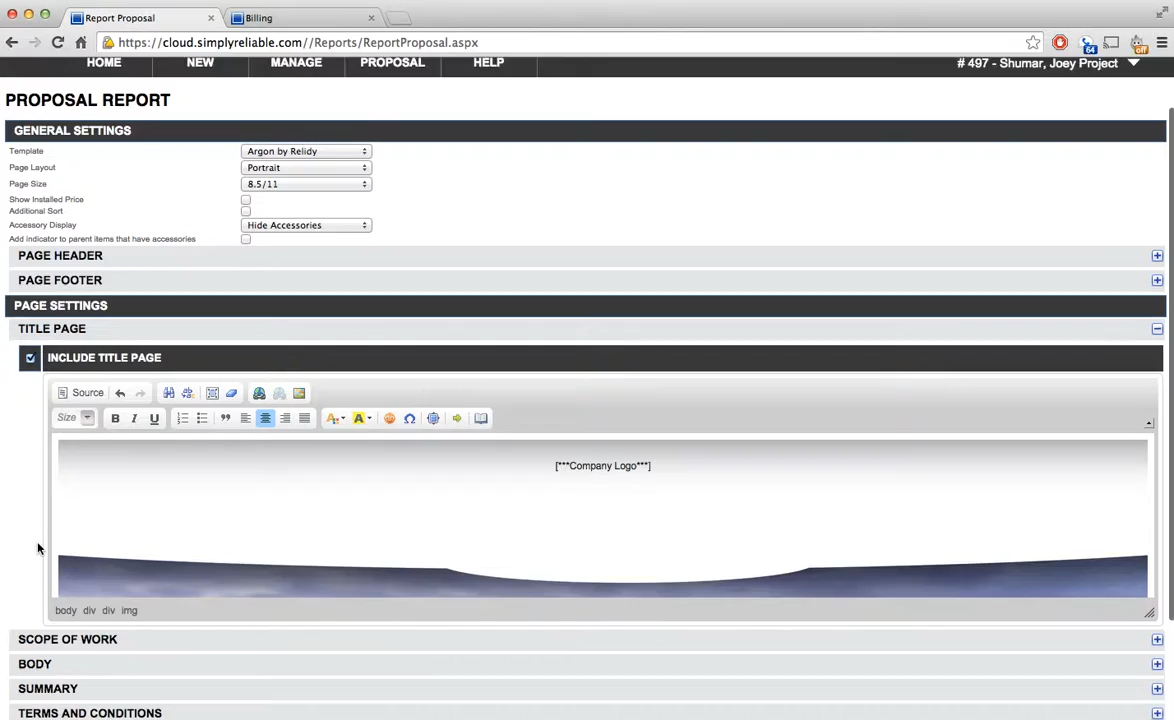 Report Proposal
Billing
https://cloud.simplyreliable.com//Reports/ReportProposal.aspx
64
off
HOME NEW MANAGE PROPOSAL HELP # 497 - Shumar, Joey Project
PROPOSAL REPORT
GENERAL SETTINGS
Template Argon by Relidy
Page Layout Portrait
Page Size 8.5/11
Show Installed Price
Additional Sort
Accessory Display Hide Accessories
Add indicator to parent items that have accessories
PAGE HEADER
PAGE FOOTER
PAGE SETTINGS
TITLE PAGE
INCLUDE TITLE PAGE
Source
Size B I U
[***Company Logo***]
body div div img
SCOPE OF WORK
BODY
SUMMARY
TERMS AND CONDITIONS